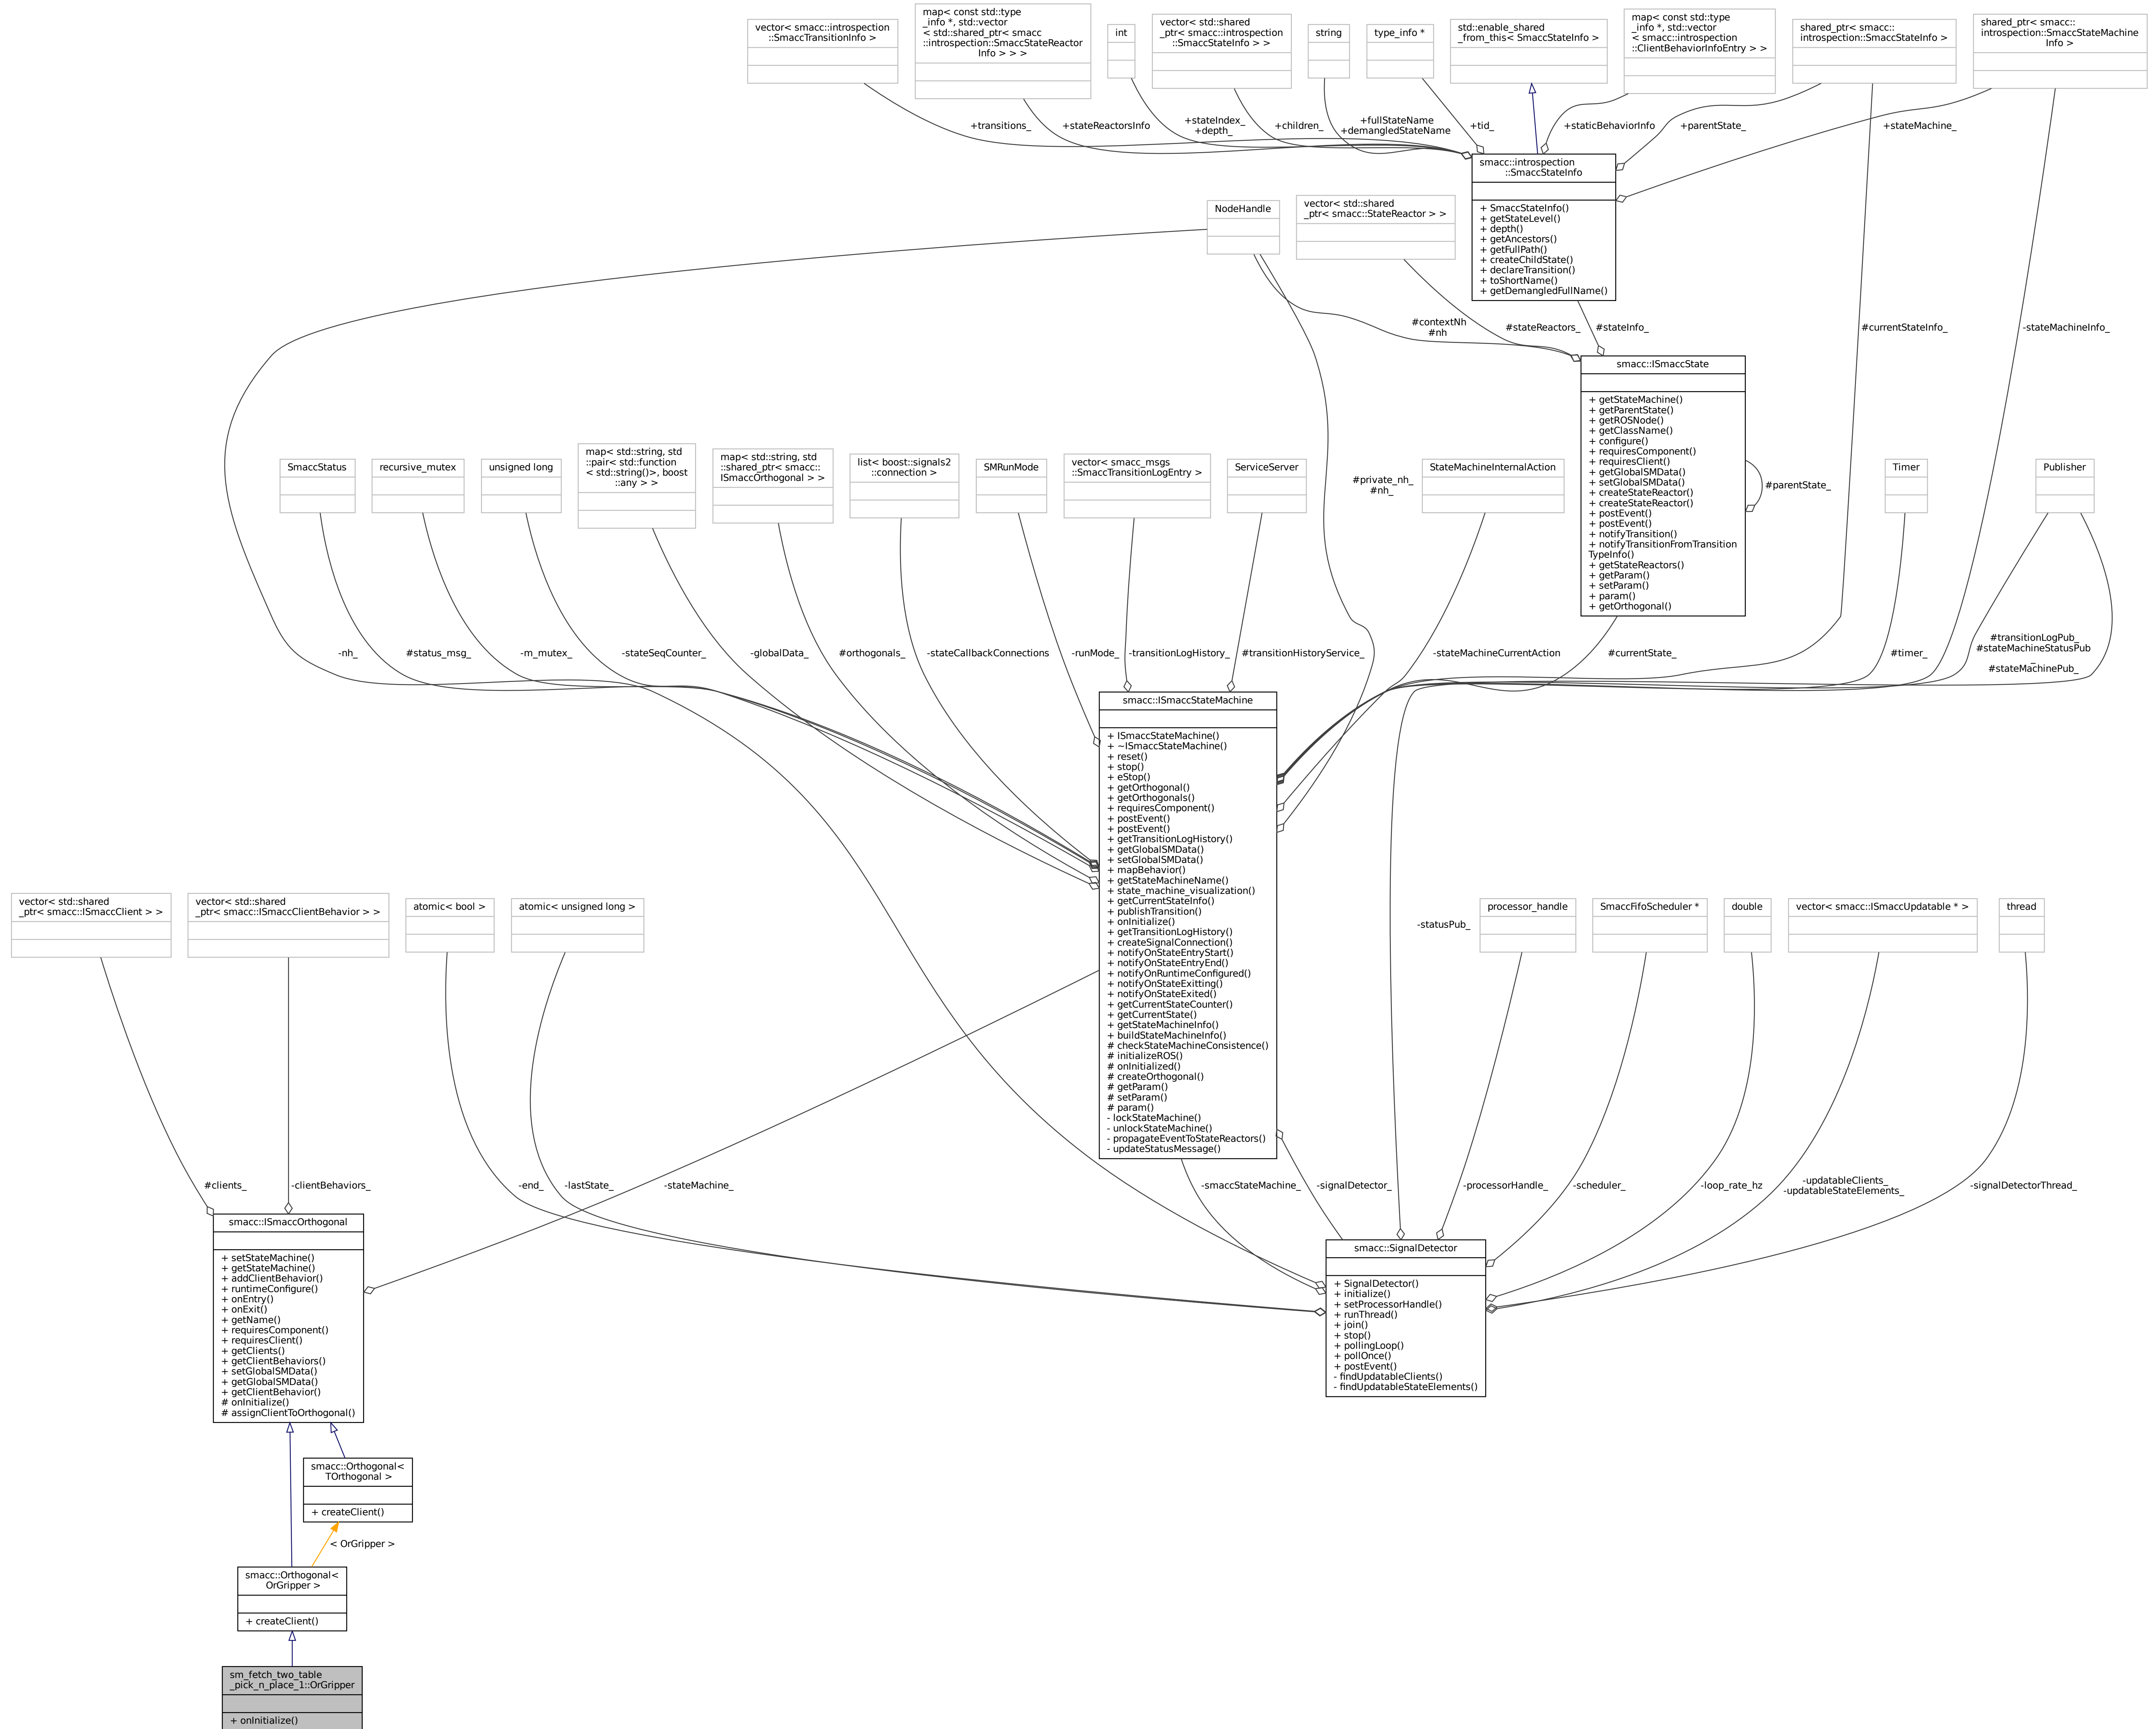 vector< smacc::introspection
::SmaccTransitionInfo >
map< const std::type
_info *, std::vector
< std::shared_ptr< smacc
::introspection::SmaccStateReactor
Info > > >
int
vector< std::shared
_ptr< smacc::introspection
::SmaccStateInfo > >
string
type_info *
std::enable_shared
_from_this< SmaccStateInfo >
map< const std::type
_info *, std::vector
< smacc::introspection
::ClientBehaviorInfoEntry > >
shared_ptr< smacc::
introspection::SmaccStateInfo >
shared_ptr< smacc::
introspection::SmaccStateMachine
Info >
+transitions_
+stateReactorsInfo
+stateIndex_
+depth_
+children_
+fullStateName
+demangledStateName
+tid_
+staticBehaviorInfo
+parentState_
+stateMachine_
smacc::introspection
::SmaccStateInfo
+ SmaccStateInfo()
+ getStateLevel()
+ depth()
+ getAncestors()
+ getFullPath()
+ createChildState()
+ declareTransition()
+ toShortName()
+ getDemangledFullName()
NodeHandle
vector< std::shared
_ptr< smacc::StateReactor > >
#contextNh
#nh
#stateReactors_
#stateInfo_
#currentStateInfo_
-stateMachineInfo_
smacc::ISmaccState
+ getStateMachine()
+ getParentState()
+ getROSNode()
+ getClassName()
+ configure()
+ requiresComponent()
+ requiresClient()
+ getGlobalSMData()
+ setGlobalSMData()
+ createStateReactor()
+ createStateReactor()
+ postEvent()
+ postEvent()
+ notifyTransition()
+ notifyTransitionFromTransition
TypeInfo()
+ getStateReactors()
+ getParam()
+ setParam()
+ param()
+ getOrthogonal()
#parentState_
SmaccStatus
recursive_mutex
unsigned long
map< std::string, std
::pair< std::function
< std::string()>, boost
::any > >
map< std::string, std
::shared_ptr< smacc::
ISmaccOrthogonal > >
list< boost::signals2
::connection >
SMRunMode
vector< smacc_msgs
::SmaccTransitionLogEntry >
ServiceServer
#private_nh_
#nh_
StateMachineInternalAction
Timer
Publisher
-nh_
#status_msg_
-m_mutex_
-stateSeqCounter_
-globalData_
#orthogonals_
-stateCallbackConnections
-runMode_
-transitionLogHistory_
#transitionHistoryService_
-stateMachineCurrentAction
#currentState_
#timer_
#transitionLogPub_
#stateMachineStatusPub
_
#stateMachinePub_
smacc::ISmaccStateMachine
+ ISmaccStateMachine()
+ ~ISmaccStateMachine()
+ reset()
+ stop()
+ eStop()
+ getOrthogonal()
+ getOrthogonals()
+ requiresComponent()
+ postEvent()
+ postEvent()
+ getTransitionLogHistory()
+ getGlobalSMData()
+ setGlobalSMData()
+ mapBehavior()
+ getStateMachineName()
+ state_machine_visualization()
+ getCurrentStateInfo()
+ publishTransition()
+ onInitialize()
+ getTransitionLogHistory()
+ createSignalConnection()
+ notifyOnStateEntryStart()
+ notifyOnStateEntryEnd()
+ notifyOnRuntimeConfigured()
+ notifyOnStateExitting()
+ notifyOnStateExited()
+ getCurrentStateCounter()
+ getCurrentState()
+ getStateMachineInfo()
+ buildStateMachineInfo()
# checkStateMachineConsistence()
# initializeROS()
# onInitialized()
# createOrthogonal()
# getParam()
# setParam()
# param()
- lockStateMachine()
- unlockStateMachine()
- propagateEventToStateReactors()
- updateStatusMessage()
vector< std::shared
_ptr< smacc::ISmaccClient > >
vector< std::shared
_ptr< smacc::ISmaccClientBehavior > >
atomic< bool >
atomic< unsigned long >
-statusPub_
processor_handle
SmaccFifoScheduler *
double
vector< smacc::ISmaccUpdatable * >
thread
#clients_
-clientBehaviors_
-end_
-lastState_
-stateMachine_
-smaccStateMachine_
-signalDetector_
-processorHandle_
-scheduler_
-loop_rate_hz
-updatableClients_
-updatableStateElements_
-signalDetectorThread_
smacc::ISmaccOrthogonal
+ setStateMachine()
+ getStateMachine()
+ addClientBehavior()
+ runtimeConfigure()
+ onEntry()
+ onExit()
+ getName()
+ requiresComponent()
+ requiresClient()
+ getClients()
+ getClientBehaviors()
+ setGlobalSMData()
+ getGlobalSMData()
+ getClientBehavior()
# onInitialize()
# assignClientToOrthogonal()
smacc::SignalDetector
+ SignalDetector()
+ initialize()
+ setProcessorHandle()
+ runThread()
+ join()
+ stop()
+ pollingLoop()
+ pollOnce()
+ postEvent()
- findUpdatableClients()
- findUpdatableStateElements()
smacc::Orthogonal<
TOrthogonal >
+ createClient()
< OrGripper >
smacc::Orthogonal<
OrGripper >
+ createClient()
sm_fetch_two_table
_pick_n_place_1::OrGripper
+ onInitialize()